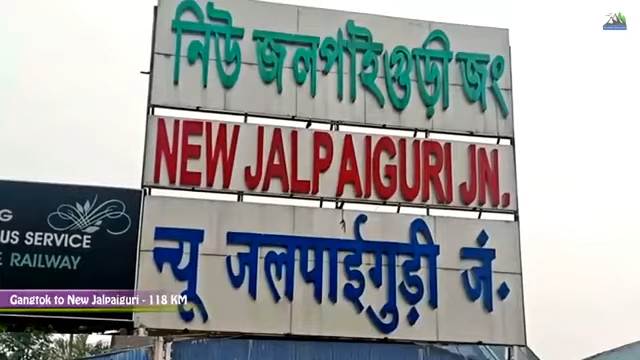 নিউ জলপাইগুড়ী জং
NEW JALPAIGURI JN.
न्यू जलपाईगुड़ी जं.
US SERVICE
RAILWAY
Gangtok to New Jalpaiguri - 118 KM